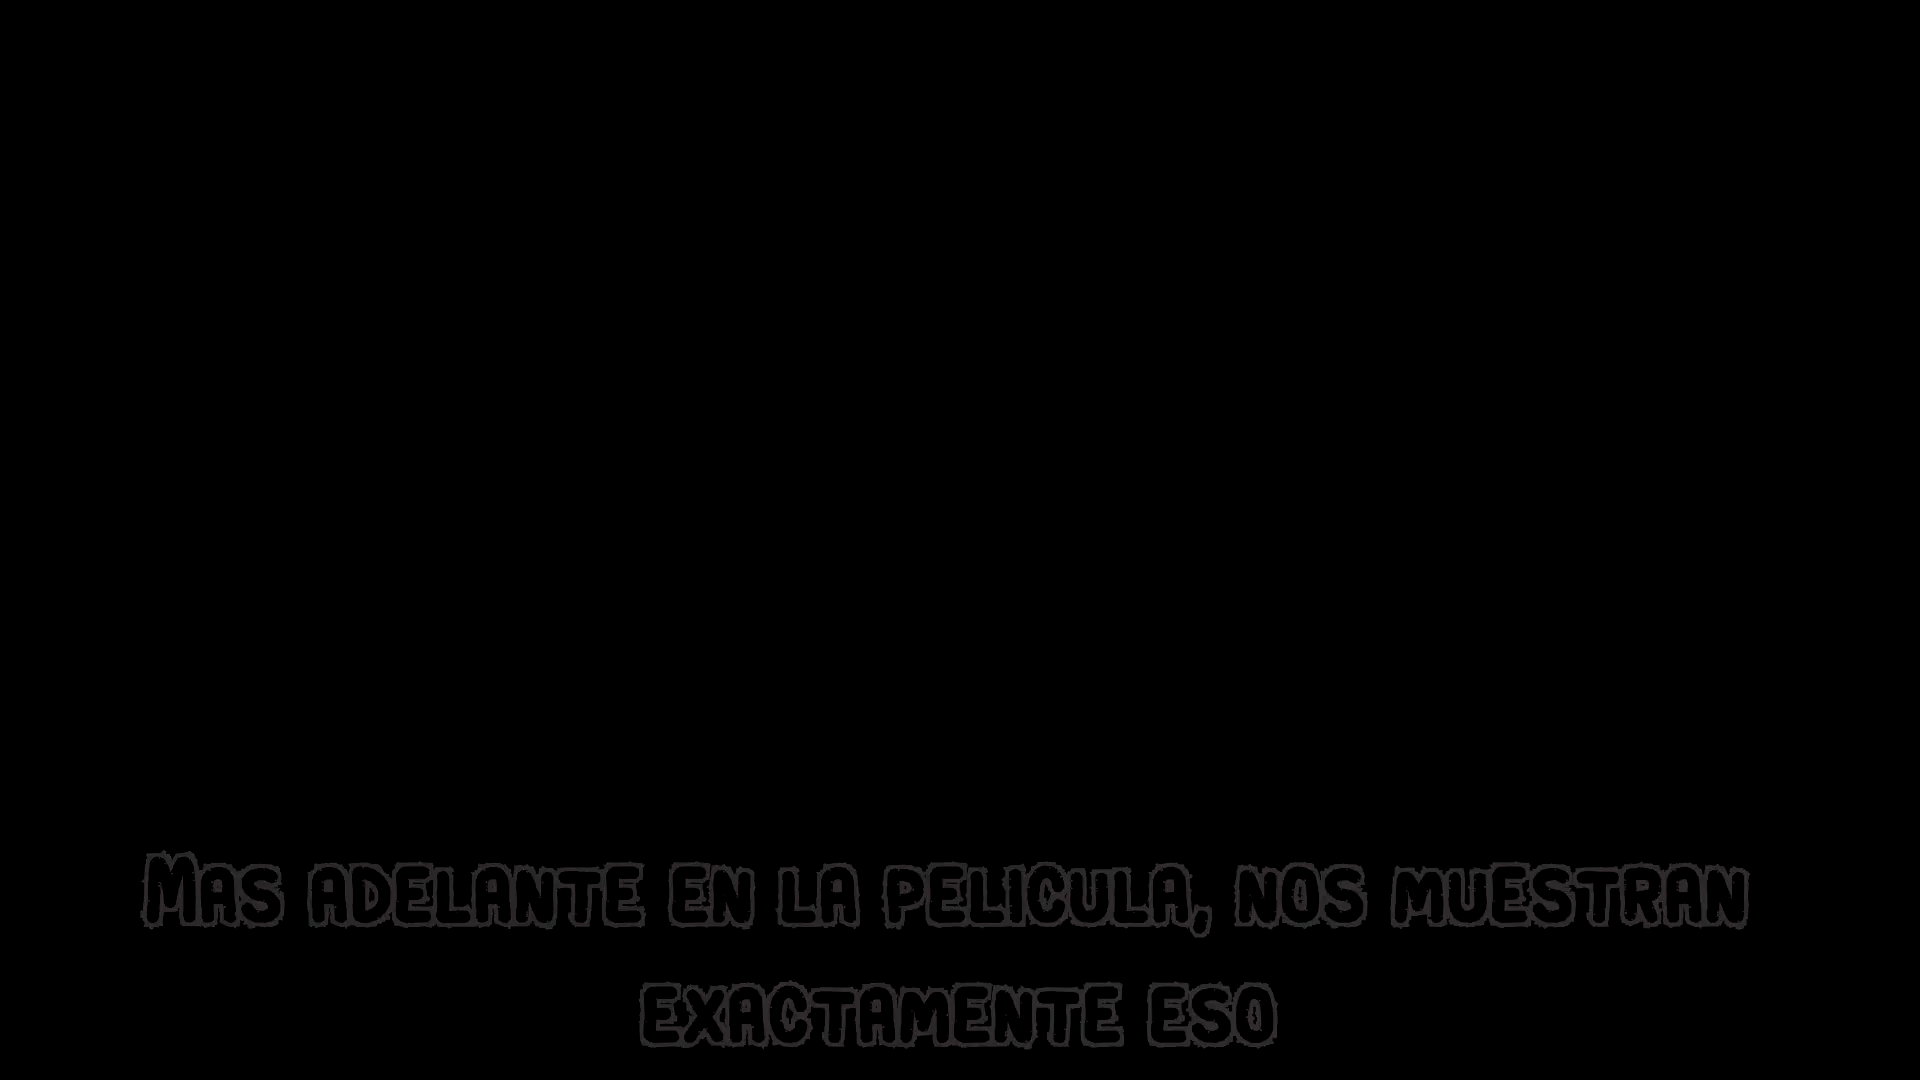 Mas adelante en la pelicula, nos muestran
exactamente eso